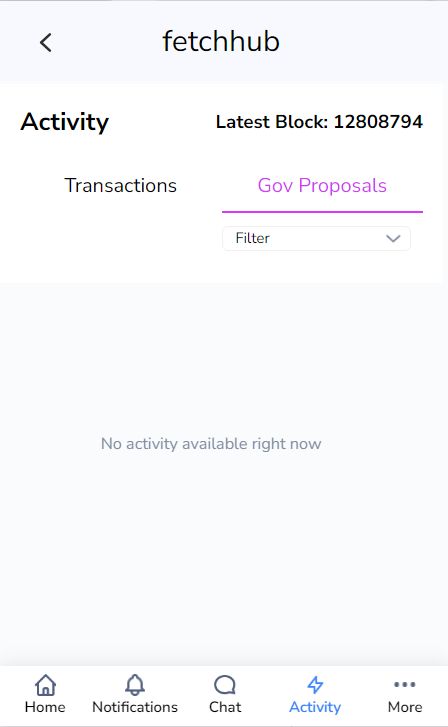 fetchhub
Activity
Latest Block: 12808794
Transactions
Gov Proposals
Filter
No activity available right now
Home
Notifications
Chat
Activity
More